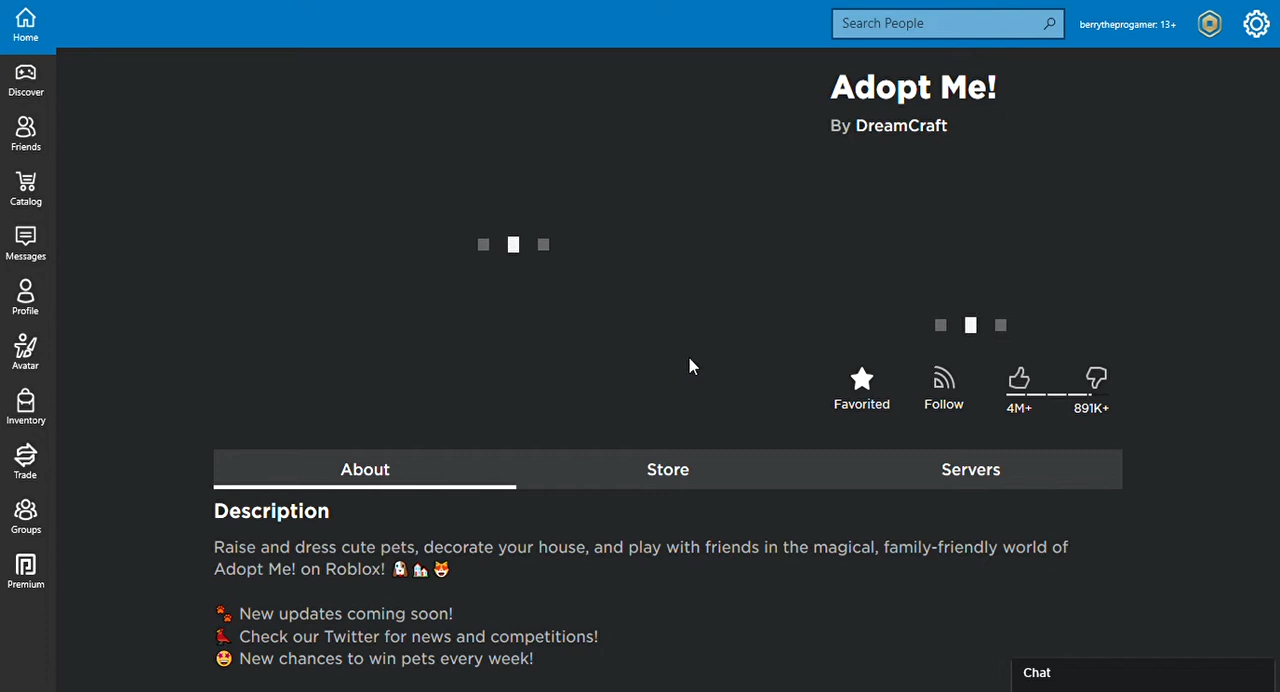 Home
Search People
berrytheprogamer: 13+
Discover
Friends
Catalog
Messages
Profile
Avatar
Inventory
Trade
Groups
Premium
Adopt Me!
By DreamCraft
Favorited
Follow
4M+
891K+
About
Store
Servers
Description
Raise and dress cute pets, decorate your house, and play with friends in the magical, family-friendly world of
Adopt Me! on Roblox! 🐶 🏡 😻
🐾 New updates coming soon!
🐦 Check our Twitter for news and competitions!
🤩 New chances to win pets every week!
Chat